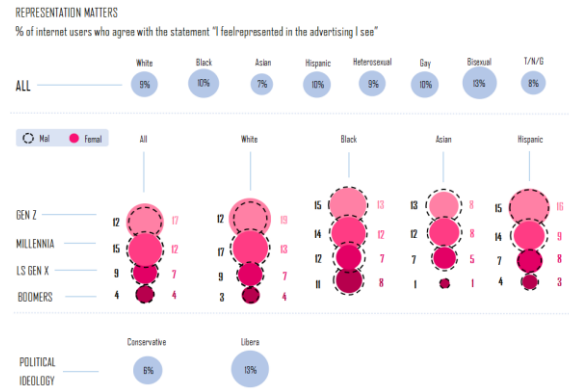 REPRESENTATION MATTERS
% of internet users who agree with the statement "I feelrepresented in the advertising I see"
White Black Asian Hispanic Heterosexual Gay Bisexual T/N/G
ALL 9% 10% 7% 10% 9% 10% 13% 8%
Mal Femal All White Black Asian Hispanic
GEN Z 12 17 12 19 15 13 13 8 15 16
MILLENNIA 15 12 17 13 14 12 12 8 14 9
LS GEN X 9 7 9 7 12 7 7 5 7 8
BOOMERS 4 4 3 4 11 8 1 1 4 3
Conservative Libera
POLITICAL
IDEOLOGY
6% 13%